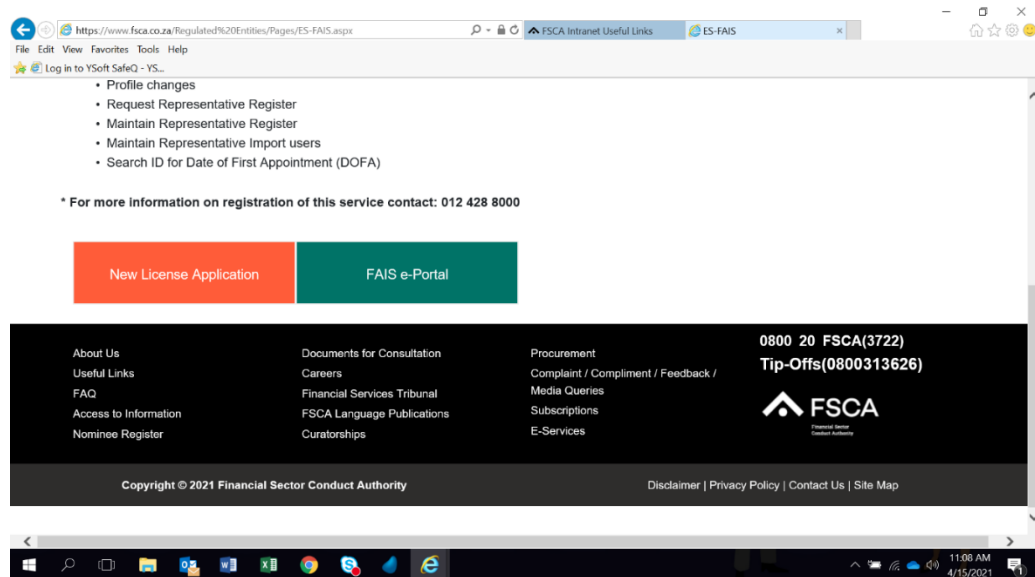 https://www.fsca.co.za/Regulated%20Entities/Pages/ES-FAIS.aspx
FSCA Intranet Useful Links
ES-FAIS
File Edit View Favorites Tools Help
Log in to YSoft SafeQ - YS...
• Profile changes
• Request Representative Register
• Maintain Representative Register
• Maintain Representative Import users
• Search ID for Date of First Appointment (DOFA)
* For more information on registration of this service contact: 012 428 8000
New License Application
FAIS e-Portal
About Us
Useful Links
FAQ
Access to Information
Nominee Register
Documents for Consultation
Careers
Financial Services Tribunal
FSCA Language Publications
Curatorships
Procurement
Complaint / Compliment / Feedback /
Media Queries
Subscriptions
E-Services
0800 20 FSCA(3722)
Tip-Offs(0800313626)
FSCA
Financial Sector
Conduct Authority
Copyright © 2021 Financial Sector Conduct Authority
Disclaimer | Privacy Policy | Contact Us | Site Map
11:08 AM
4/15/2021